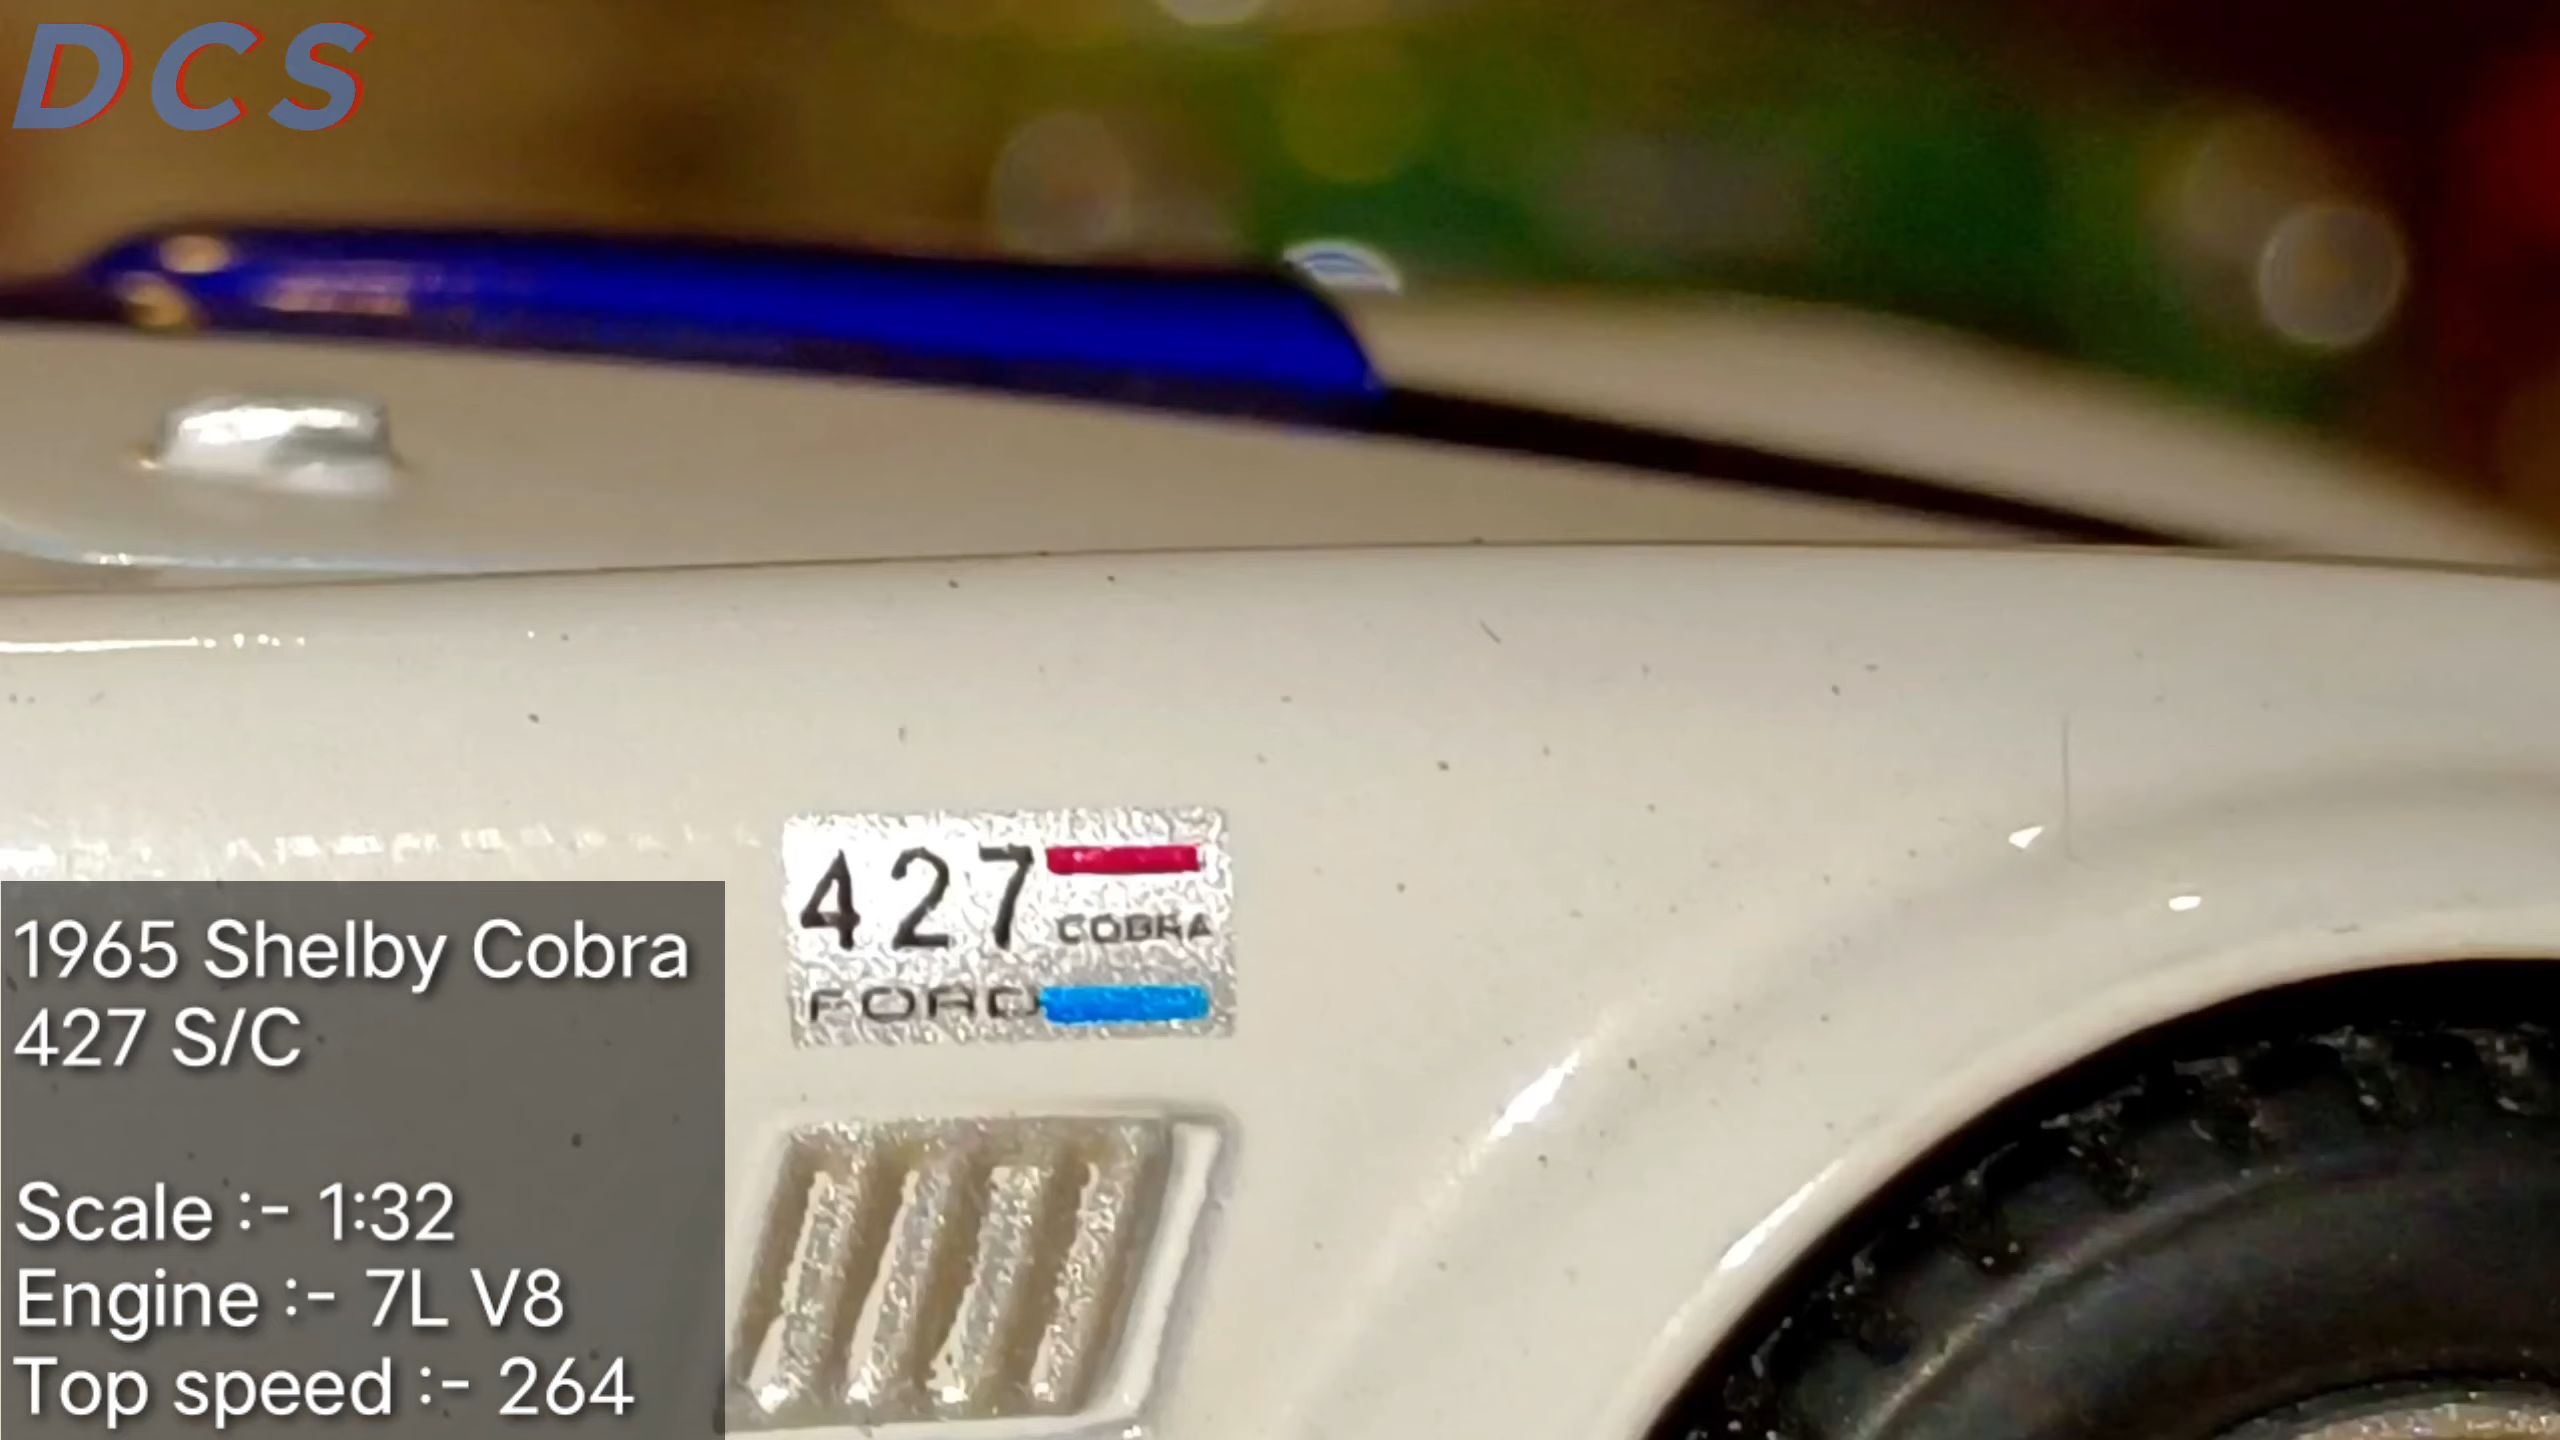 DCS
427
COBRA
FORD
1965 Shelby Cobra
427 S/C
Scale :- 1:32
Engine :- 7L V8
Top speed :- 264